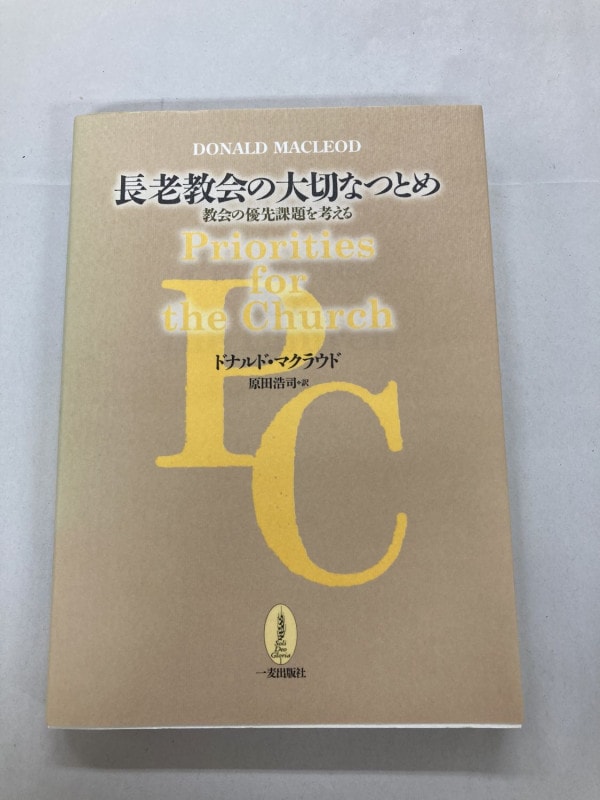 DONALD MACLEOD
長老教会の大切なつとめ
教会の優先課題を考える
Priorities
for
the Church
ドナルド・マクラウド
原田浩司・訳
PC
Soli
Deo
Gloria
一麦出版社